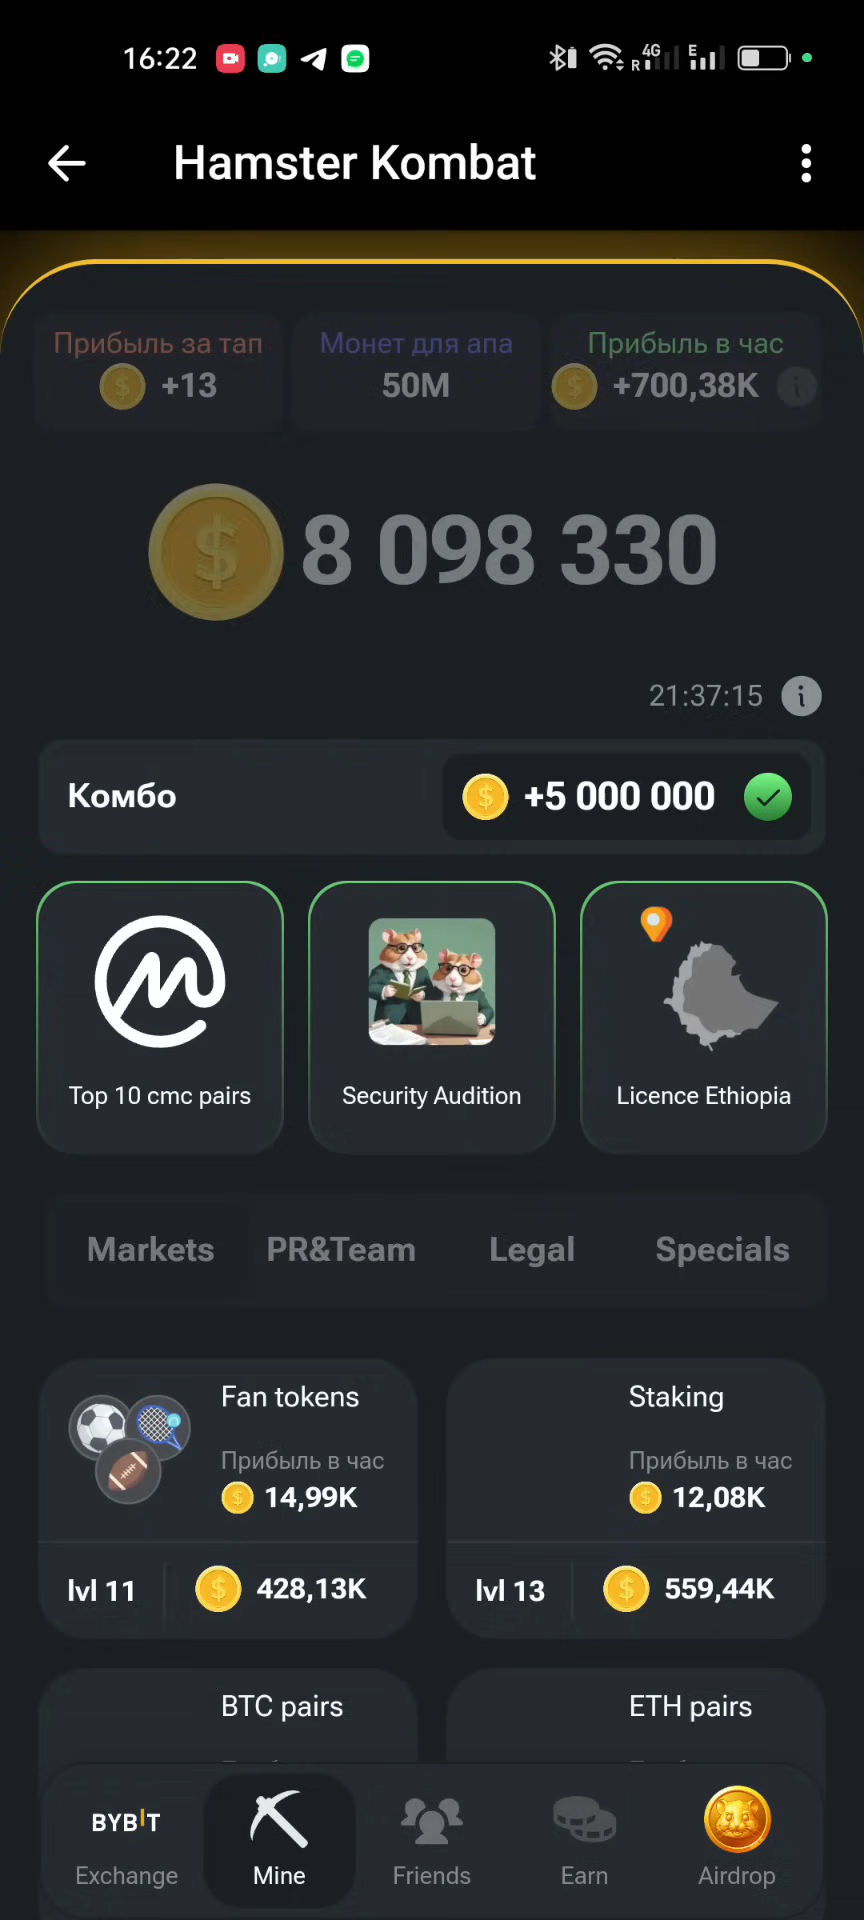 16:22
R 4G E
Hamster Kombat
Прибыль за тап
Монет для апа
Прибыль в час
+13
50M
+700,38K
8 098 330
21:37:15
Комбо
+5 000 000
Top 10 cmc pairs
Security Audition
Licence Ethiopia
Markets
PR&Team
Legal
Specials
Fan tokens
Прибыль в час
14,99K
lvl 11
428,13K
Staking
Прибыль в час
12,08K
lvl 13
559,44K
BTC pairs
ETH pairs
BYBIT
Exchange
Mine
Friends
Earn
Airdrop